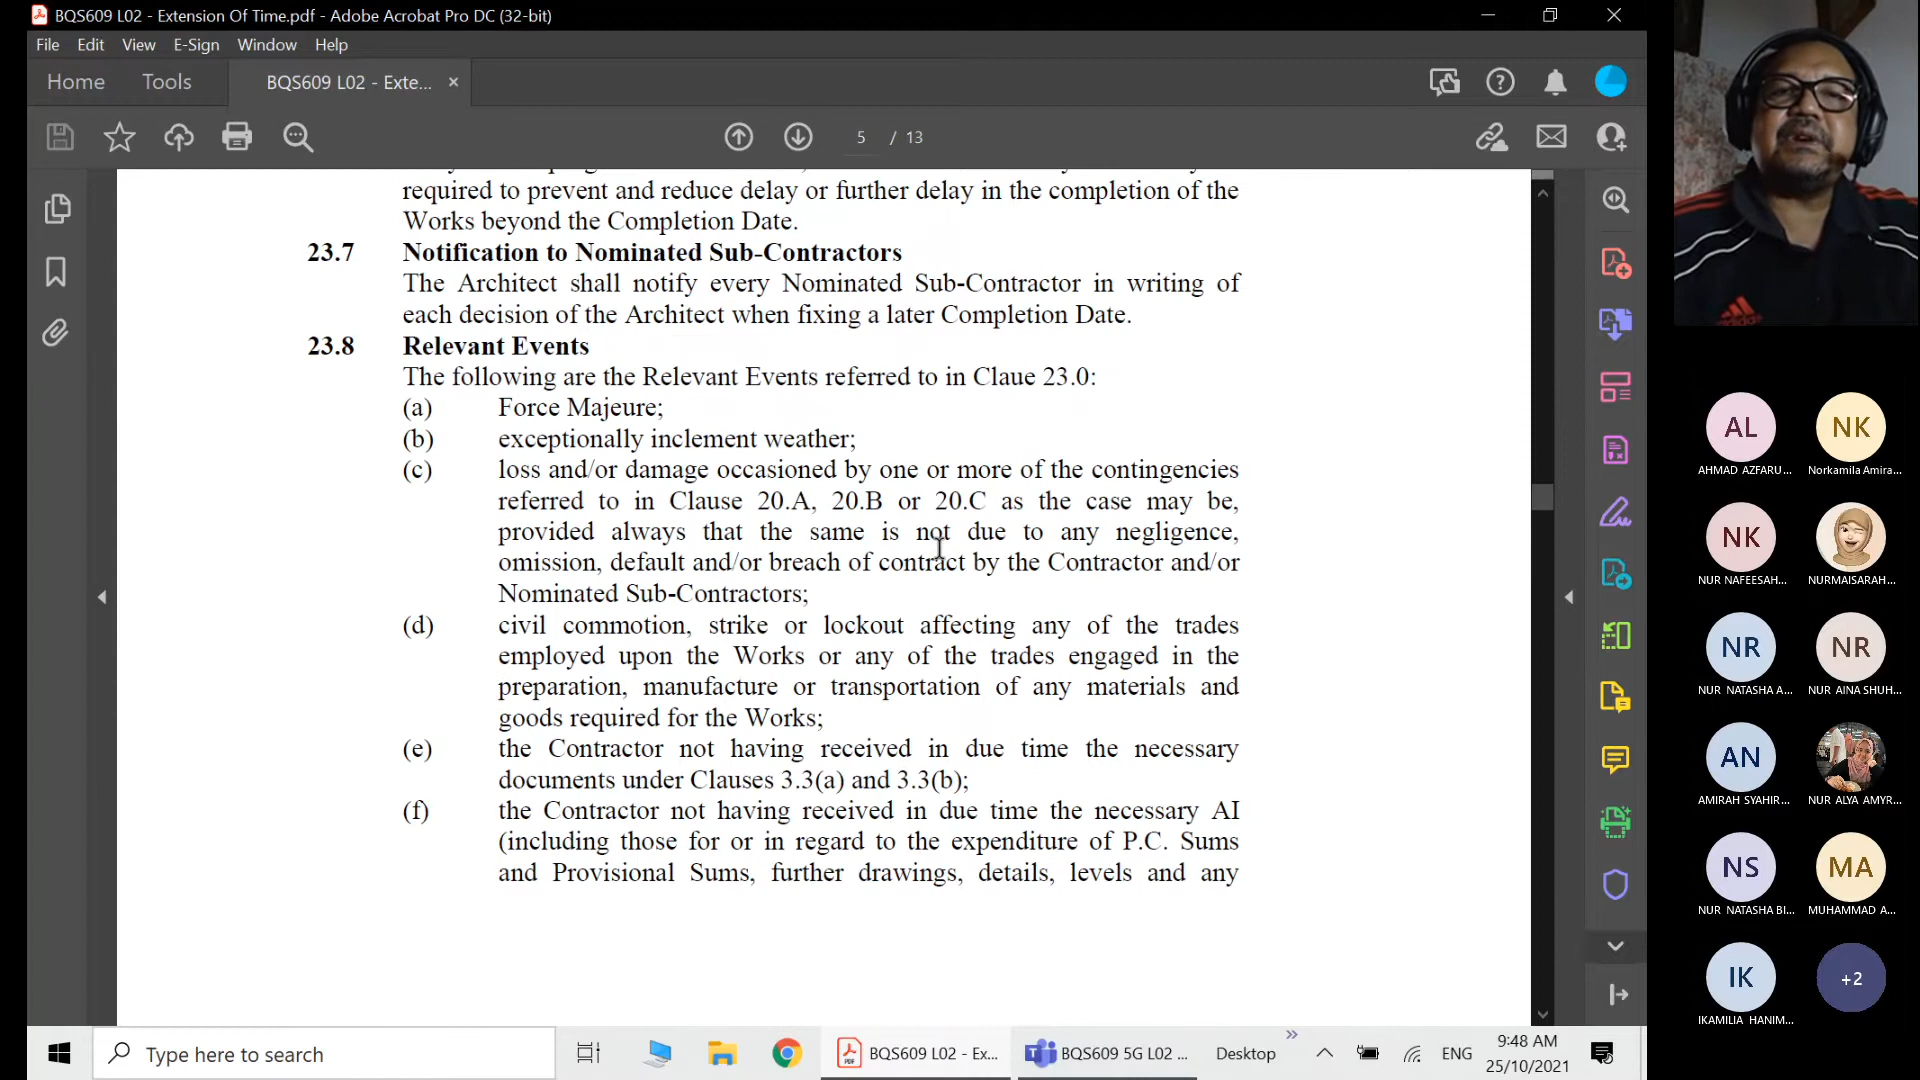 BQS609 L02 - Extension Of Time.pdf - Adobe Acrobat Pro DC (32-bit)
File Edit View E-Sign Window Help
Home Tools BQS609 L02 - Exte... ×
5 / 13
required to prevent and reduce delay or further delay in the completion of the
Works beyond the Completion Date.
23.7 Notification to Nominated Sub-Contractors
The Architect shall notify every Nominated Sub-Contractor in writing of
each decision of the Architect when fixing a later Completion Date.
23.8 Relevant Events
The following are the Relevant Events referred to in Claue 23.0:
(a) Force Majeure;
(b) exceptionally inclement weather;
(c) loss and/or damage occasioned by one or more of the contingencies
referred to in Clause 20.A, 20.B or 20.C as the case may be,
provided always that the same is not due to any negligence,
omission, default and/or breach of contract by the Contractor and/or
Nominated Sub-Contractors;
(d) civil commotion, strike or lockout affecting any of the trades
employed upon the Works or any of the trades engaged in the
preparation, manufacture or transportation of any materials and
goods required for the Works;
(e) the Contractor not having received in due time the necessary
documents under Clauses 3.3(a) and 3.3(b);
(f) the Contractor not having received in due time the necessary AI
(including those for or in regard to the expenditure of P.C. Sums
and Provisional Sums, further drawings, details, levels and any
AL NK
AHMAD AZFARU... Norkamila Amira...
NK
NUR NAFEESAH... NURMAISARAH...
NR NR
NUR NATASHA A... NUR AINA SHUH...
AN
AMIRAH SYAHIR... NUR ALYA AMYR...
NS MA
NUR NATASHA BI... MUHAMMAD A...
IK +2
IKAMILIA HANIM...
Type here to search
BQS609 L02 - Ex...
BQS609 5G L02 ...
Desktop
ENG
9:48 AM
25/10/2021